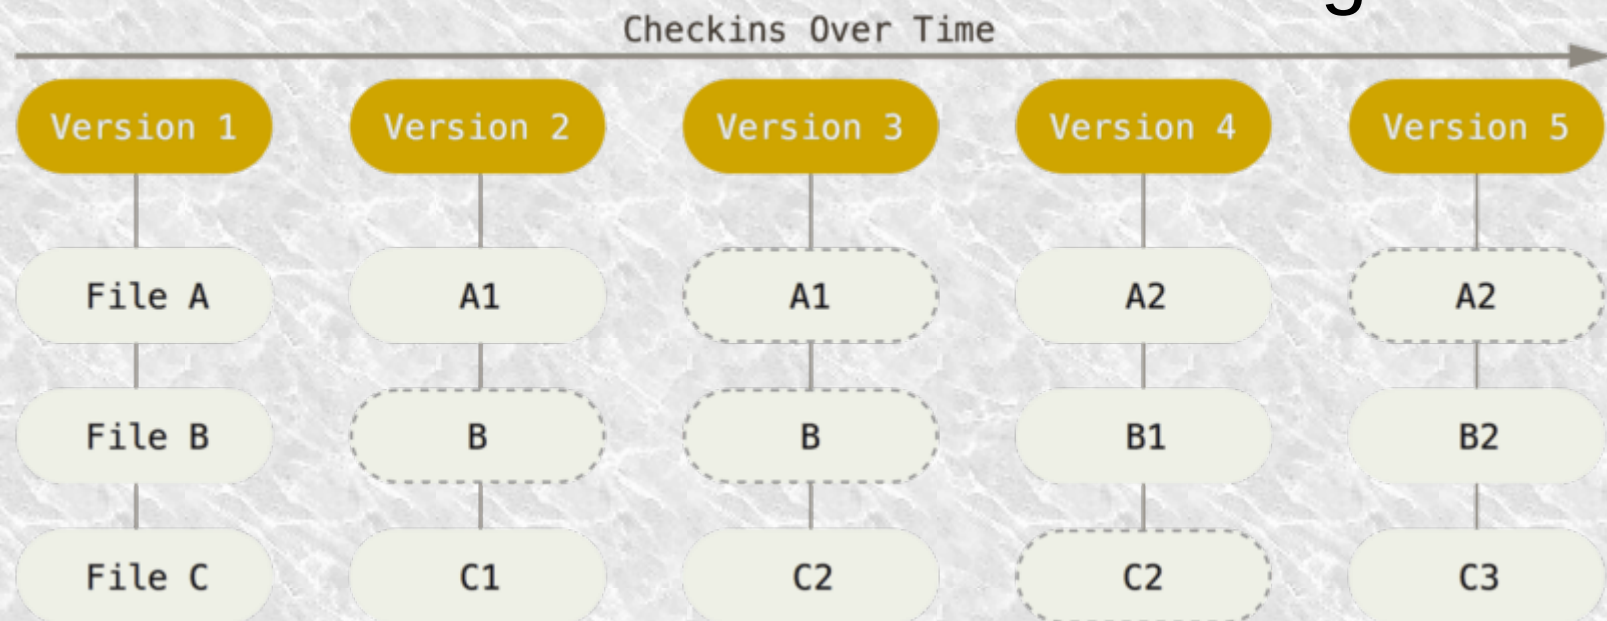 Checkins Over Time
Version 1 Version 2 Version 3 Version 4 Version 5
File A A1 A1 A2 A2
File B B B B1 B2
File C C1 C2 C2 C3